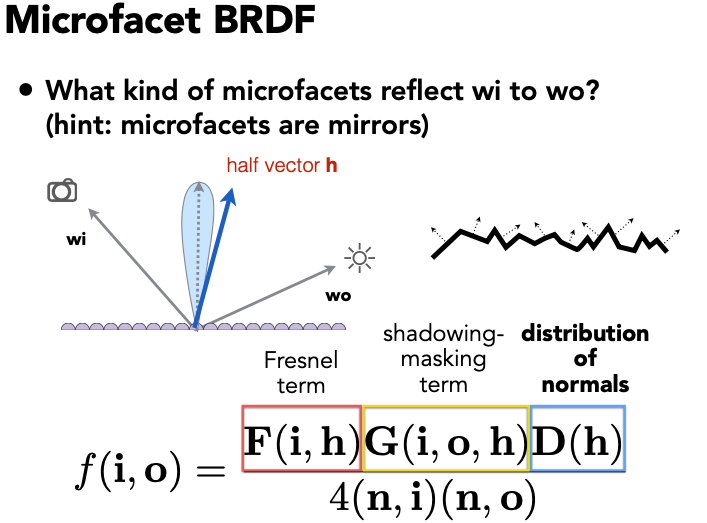 Microfacet BRDF
• What kind of microfacets reflect wi to wo?
(hint: microfacets are mirrors)
half vector h
wi
wo
Fresnel
term
shadowing-
masking
term
distribution
of
normals
f(i, o) = F(i, h)G(i, o, h)D(h)
4(n, i)(n, o)